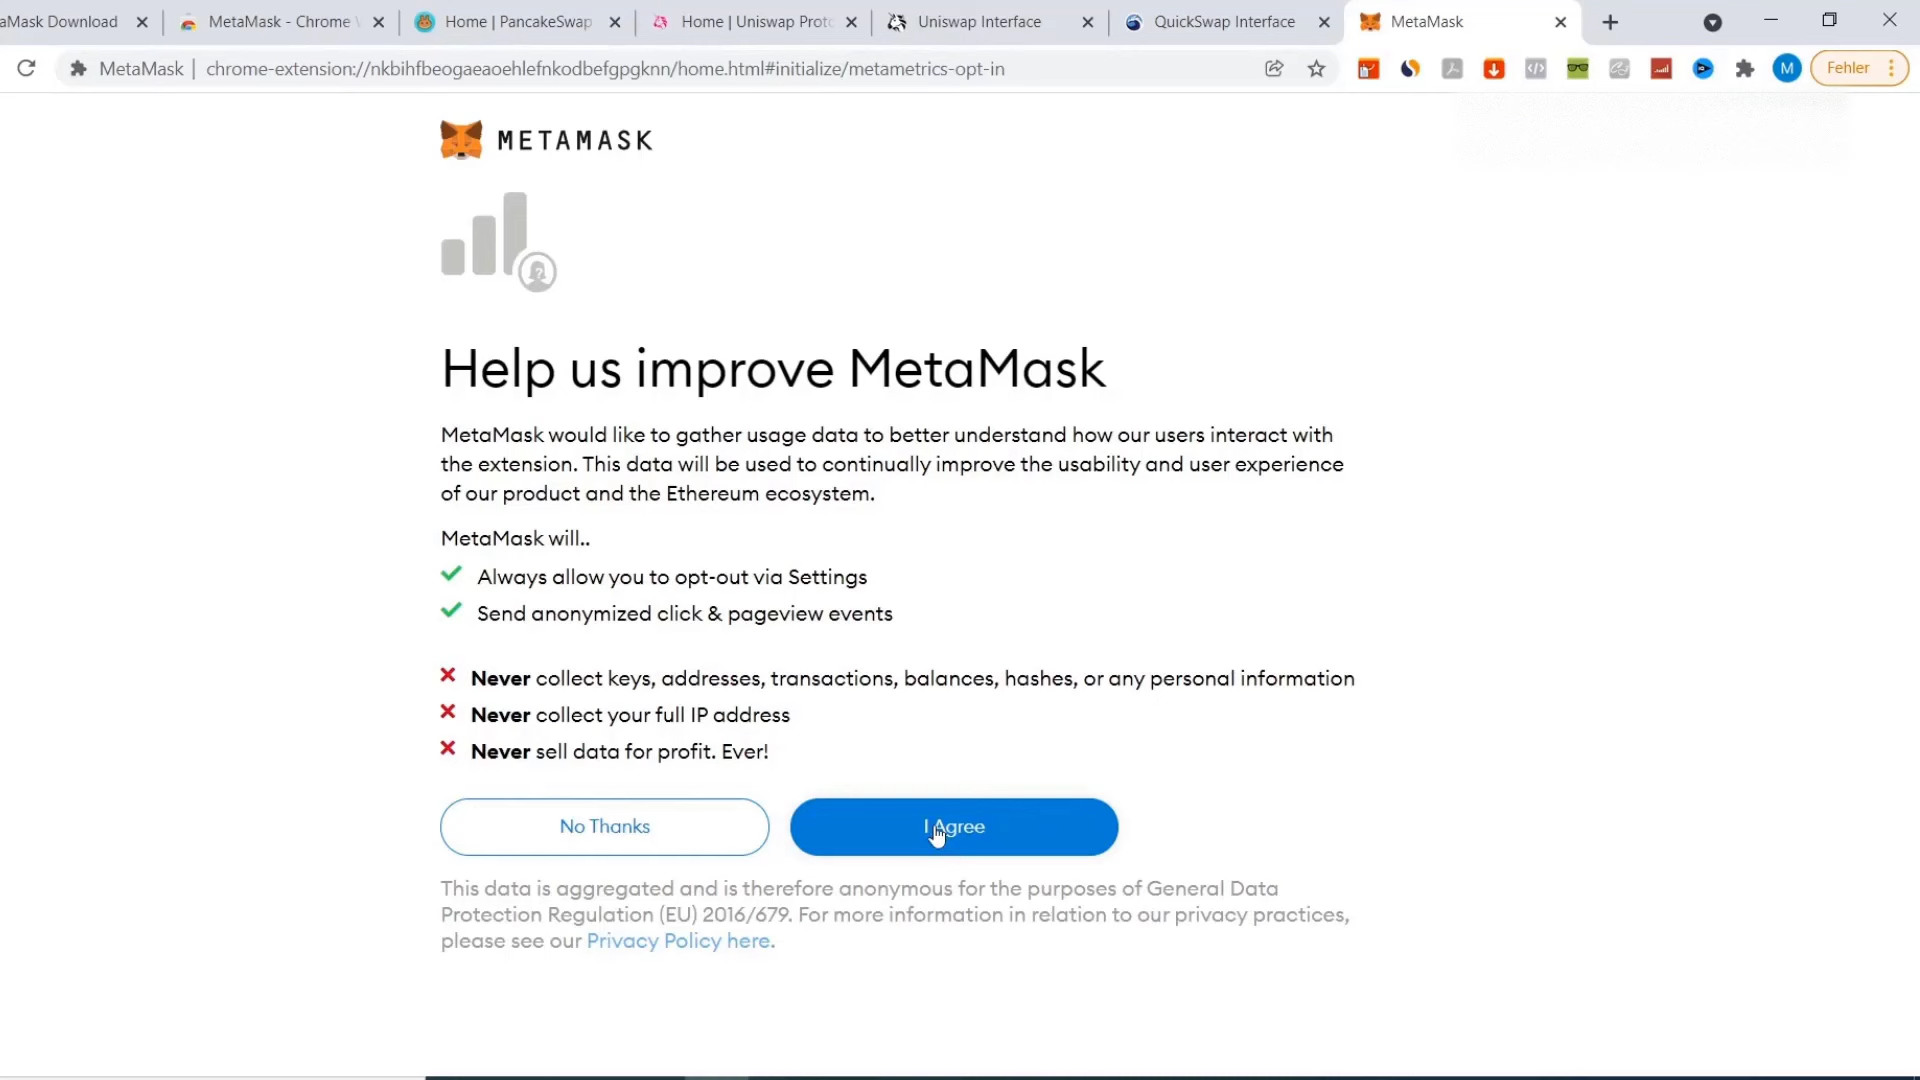 aMask Download
MetaMask - Chrome
Home | PancakeSwap
Home | Uniswap Proto
Uniswap Interface
QuickSwap Interface
MetaMask
MetaMask | chrome-extension://nkbihfbeogaeaoehlefnkodbefgpgknn/home.html#initialize/metametrics-opt-in
M
Fehler
METAMASK
Help us improve MetaMask
MetaMask would like to gather usage data to better understand how our users interact with
the extension. This data will be used to continually improve the usability and user experience
of our product and the Ethereum ecosystem.
MetaMask will..
Always allow you to opt-out via Settings
Send anonymized click & pageview events
Never collect keys, addresses, transactions, balances, hashes, or any personal information
Never collect your full IP address
Never sell data for profit. Ever!
No Thanks
I Agree
This data is aggregated and is therefore anonymous for the purposes of General Data
Protection Regulation (EU) 2016/679. For more information in relation to our privacy practices,
please see our Privacy Policy here.